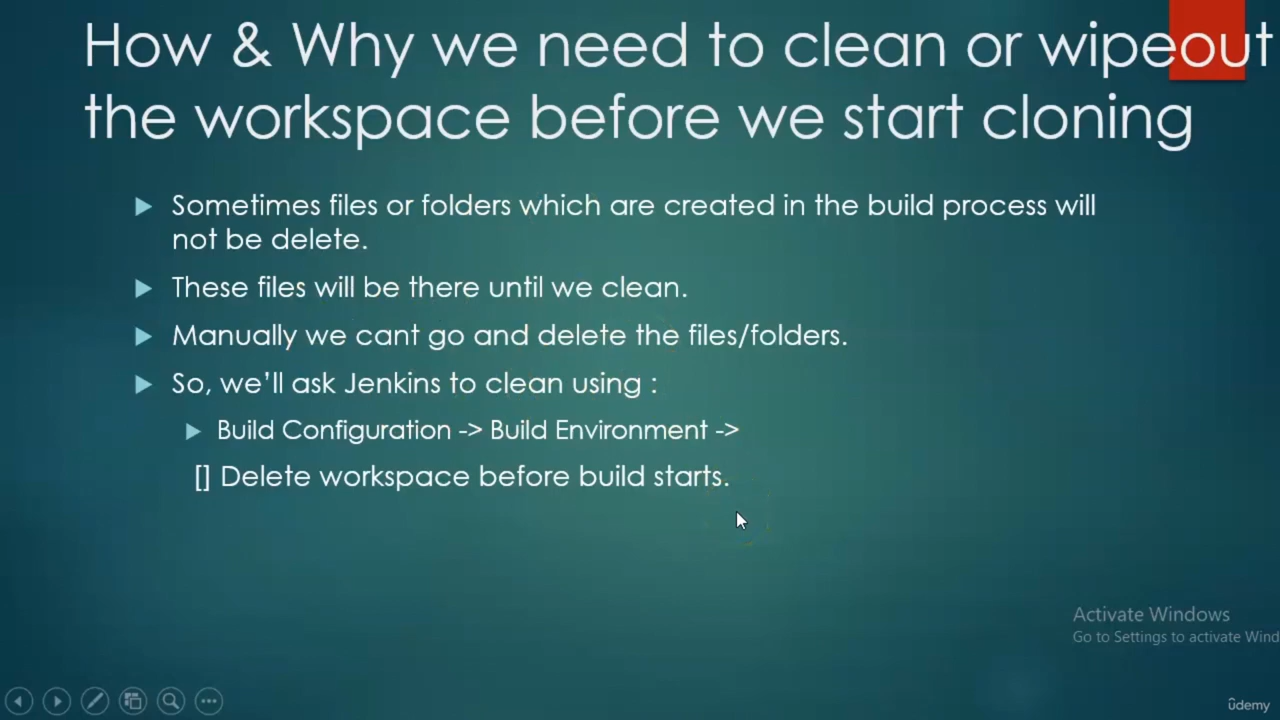 How & Why we need to clean or wipeout
the workspace before we start cloning
Sometimes files or folders which are created in the build process will
not be delete.
These files will be there until we clean.
Manually we cant go and delete the files/folders.
So, we'll ask Jenkins to clean using :
Build Configuration -> Build Environment ->
[] Delete workspace before build starts.
Activate Windows
Go to Settings to activate Wind
ûdemy